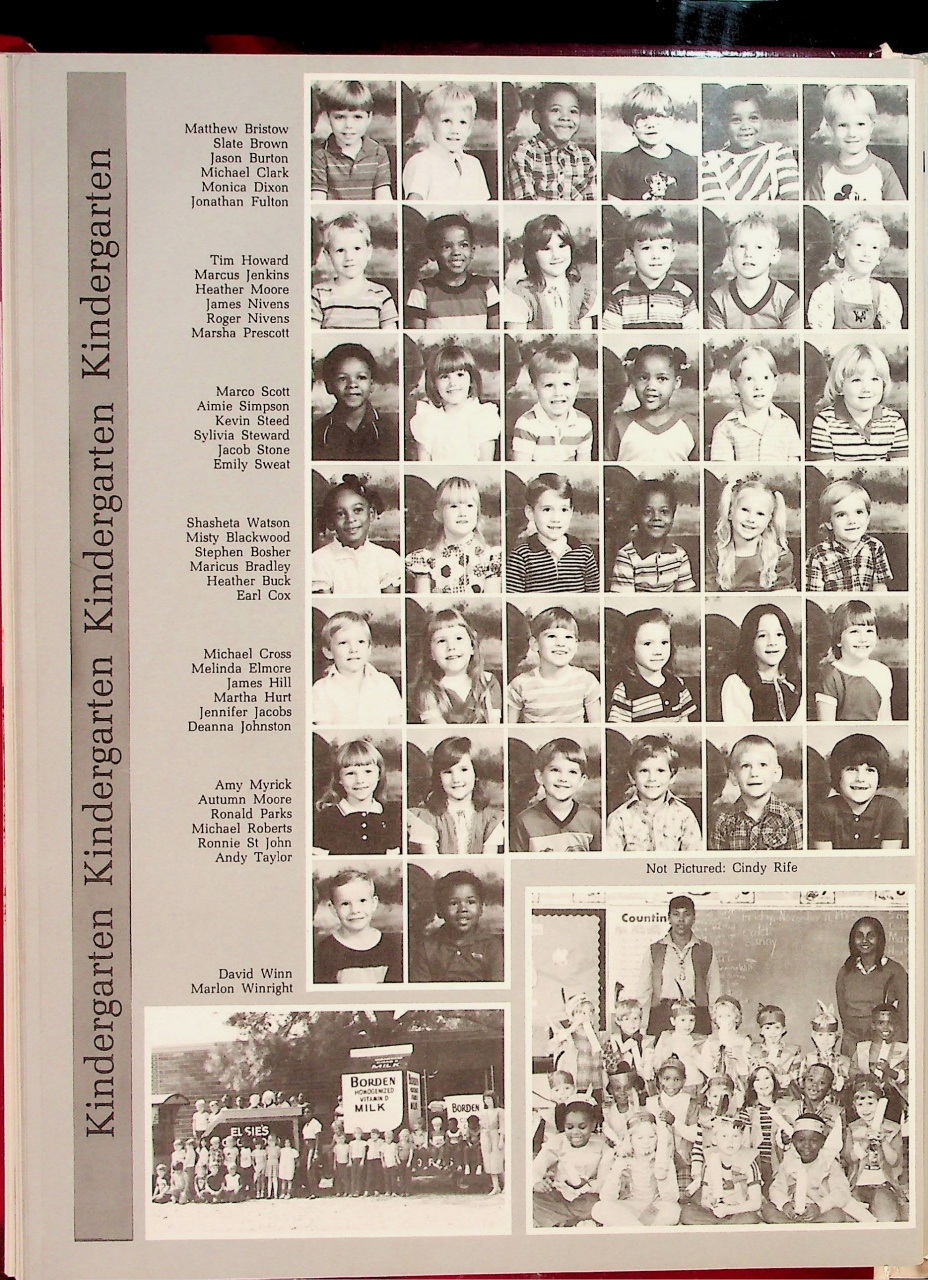 Kindergarten Kindergarten Kindergarten Kindergarten
Matthew Bristow
Slate Brown
Jason Burton
Michael Clark
Monica Dixon
Jonathan Fulton
Tim Howard
Marcus Jenkins
Heather Moore
James Nivens
Roger Nivens
Marsha Prescott
Marco Scott
Aimie Simpson
Kevin Steed
Sylivia Steward
Jacob Stone
Emily Sweat
Shasheta Watson
Misty Blackwood
Stephen Bosher
Maricus Bradley
Heather Buck
Earl Cox
Michael Cross
Melinda Elmore
James Hill
Martha Hurt
Jennifer Jacobs
Deanna Johnston
Amy Myrick
Autumn Moore
Ronald Parks
Michael Roberts
Ronnie St John
Andy Taylor
Not Pictured: Cindy Rife
David Winn
Marlon Winright
Countin
cold
sunny
MILK
BORDEN
HOMOGENIZED
VITAMIN D
MILK
BORDEN
ELSIE'S